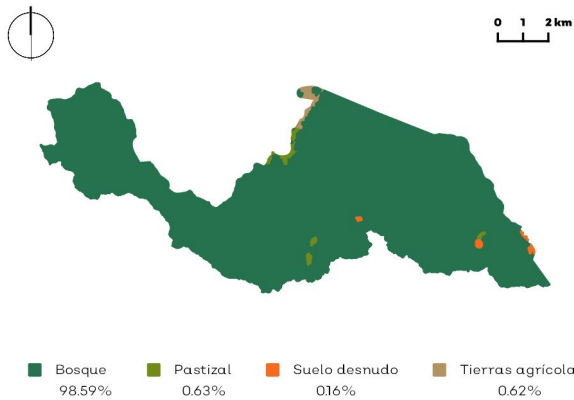 0 1 2 km
Bosque Pastizal Suelo desnudo Tierras agrícola
98.59% 0.63% 0.16% 0.62%